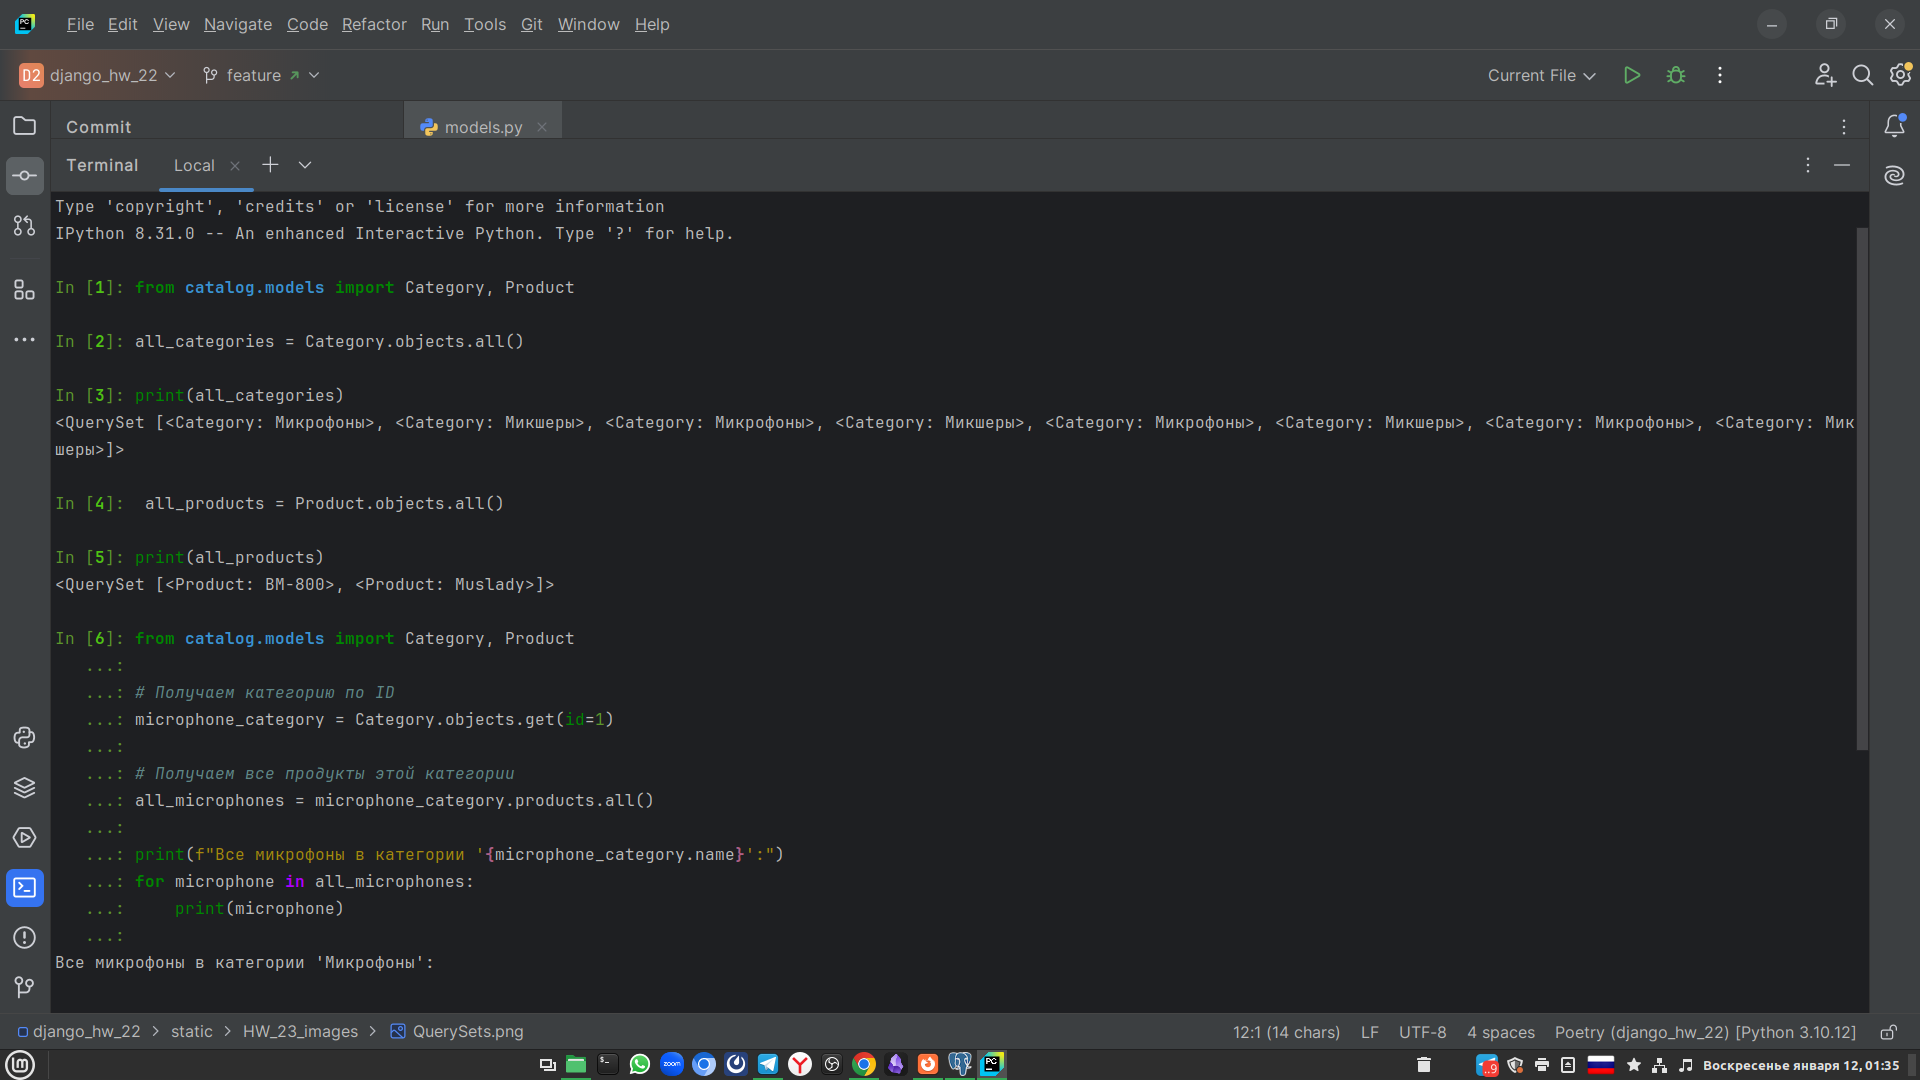 File Edit View Navigate Code Refactor Run Tools Git Window Help
D2 django_hw_22 feature Current File
Commit models.py
Terminal Local
Type 'copyright', 'credits' or 'license' for more information
IPython 8.31.0 -- An enhanced Interactive Python. Type '?' for help.
In [1]: from catalog.models import Category, Product
In [2]: all_categories = Category.objects.all()
In [3]: print(all_categories)
<QuerySet [<Category: Микрофоны>, <Category: Микшеры>, <Category: Микрофоны>, <Category: Микшеры>, <Category: Микрофоны>, <Category: Микшеры>, <Category: Микрофоны>, <Category: Мик
шеры>]>
In [4]:  all_products = Product.objects.all()
In [5]: print(all_products)
<QuerySet [<Product: BM-800>, <Product: Muslady>]>
In [6]: from catalog.models import Category, Product
...:
...: # Получаем категорию по ID
...: microphone_category = Category.objects.get(id=1)
...:
...: # Получаем все продукты этой категории
...: all_microphones = microphone_category.products.all()
...:
...: print(f"Все микрофоны в категории '{microphone_category.name}':")
...: for microphone in all_microphones:
...:     print(microphone)
...:
Все микрофоны в категории 'Микрофоны':
django_hw_22 > static > HW_23_images > QuerySets.png 12:1 (14 chars) LF UTF-8 4 spaces Poetry (django_hw_22) [Python 3.10.12]
zoom PC ..9 Воскресенье января 12, 01:35